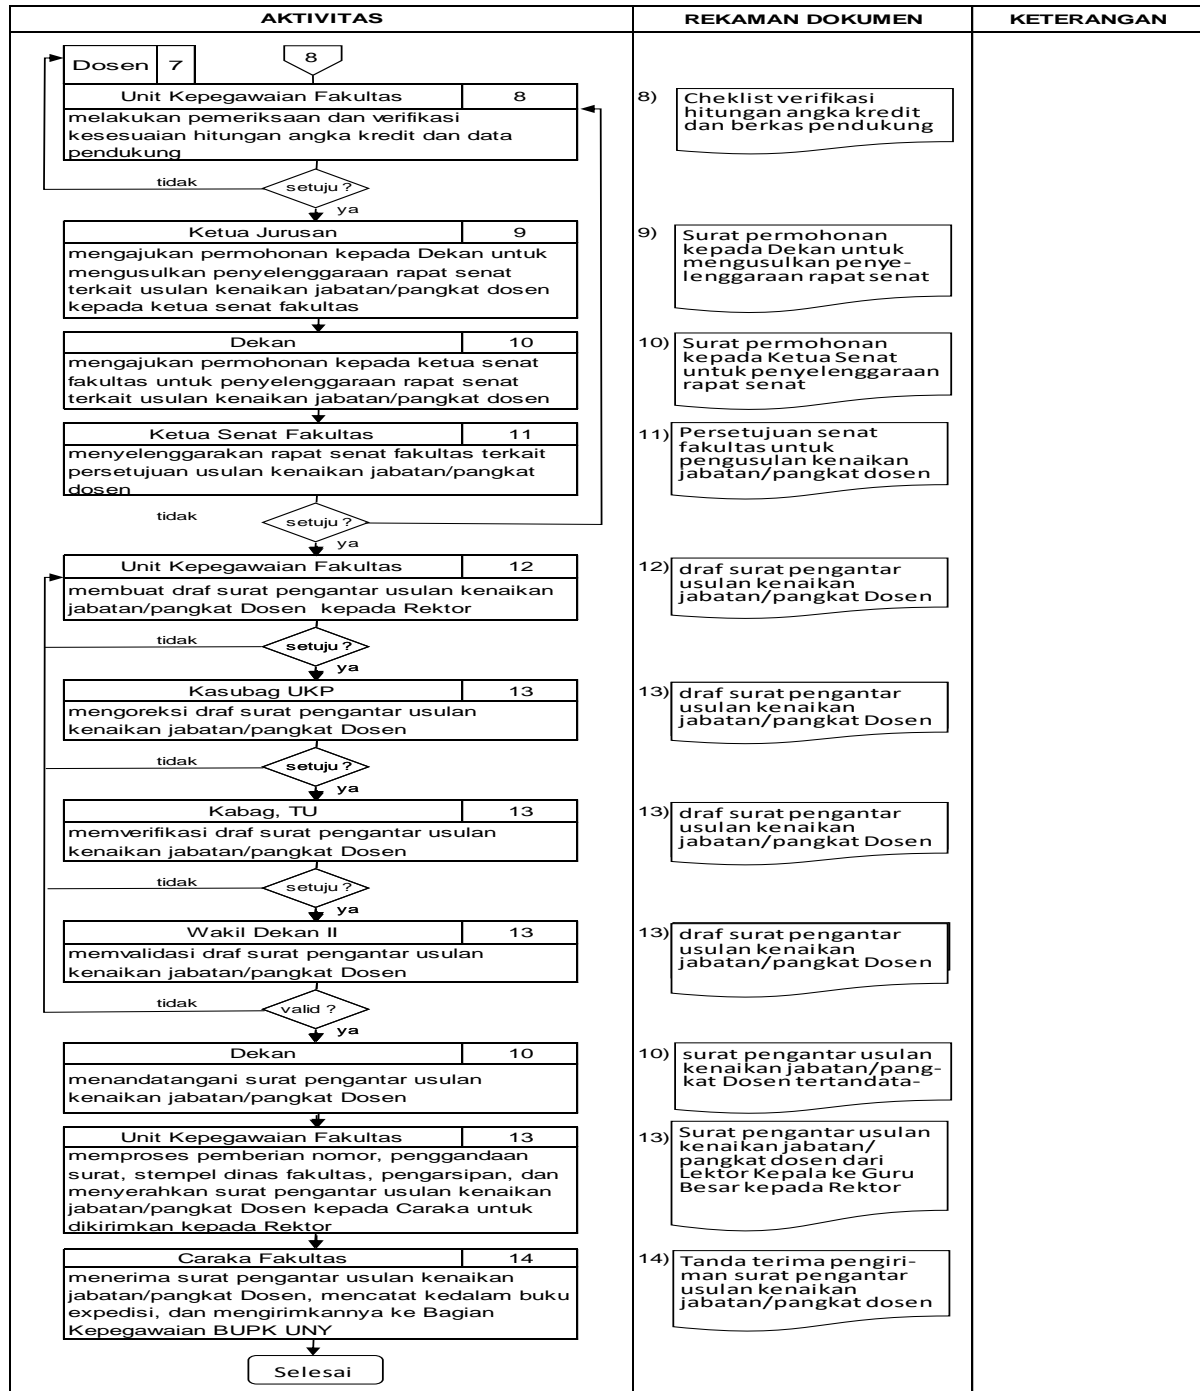 AKTIVITAS
REKAMAN DOKUMEN
KETERANGAN
Dosen
7
8
Unit Kepegawaian Fakultas
8
melakukan pemeriksaan dan verifikasi
kesesuaian hitungan angka kredit dan data
pendukung
tidak
setuju ?
ya
8)
Cheklist verifikasi
hitungan angka kredit
dan berkas pendukung
Ketua Jurusan
9
mengajukan permohonan kepada Dekan untuk
mengusulkan penyelenggaraan rapat senat
terkait usulan kenaikan jabatan/pangkat dosen
kepada ketua senat fakultas
9)
Surat permohonan
kepada Dekan untuk
mengusulkan penye-
lenggaraan rapat senat
Dekan
10
mengajukan permohonan kepada ketua senat
fakultas untuk penyelenggaraan rapat senat
terkait usulan kenaikan jabatan/pangkat dosen
10)
Surat permohonan
kepada Ketua Senat
untuk penyelenggaraan
rapat senat
Ketua Senat Fakultas
11
menyelenggarakan rapat senat fakultas terkait
persetujuan usulan kenaikan jabatan/pangkat
dosen
tidak
setuju ?
ya
11)
Persetujuan senat
fakultas untuk
pengusulan kenaikan
jabatan/pangkat dosen
Unit Kepegawaian Fakultas
12
membuat draf surat pengantar usulan kenaikan
jabatan/pangkat Dosen kepada Rektor
tidak
setuju ?
ya
12)
draf surat pengantar
usulan kenaikan
jabatan/pangkat Dosen
Kasubag UKP
13
mengoreksi draf surat pengantar usulan
kenaikan jabatan/pangkat Dosen
tidak
setuju ?
ya
13)
draf surat pengantar
usulan kenaikan
jabatan/pangkat Dosen
Kabag, TU
13
memverifikasi draf surat pengantar usulan
kenaikan jabatan/pangkat Dosen
tidak
setuju ?
ya
13)
draf surat pengantar
usulan kenaikan
jabatan/pangkat Dosen
Wakil Dekan II
13
memvalidasi draf surat pengantar usulan
kenaikan jabatan/pangkat Dosen
tidak
valid ?
ya
13)
draf surat pengantar
usulan kenaikan
jabatan/pangkat Dosen
Dekan
10
menandatangani surat pengantar usulan
kenaikan jabatan/pangkat Dosen
10)
surat pengantar usulan
kenaikan jabatan/pang-
kat Dosen tertandata-
Unit Kepegawaian Fakultas
13
memproses pemberian nomor, penggandaan
surat, stempel dinas fakultas, pengarsipan, dan
menyerahkan surat pengantar usulan kenaikan
jabatan/pangkat Dosen kepada Caraka untuk
dikirimkan kepada Rektor
13)
Surat pengantar usulan
kenaikan jabatan/
pangkat dosen dari
Lektor Kepala ke Guru
Besar kepada Rektor
Caraka Fakultas
14
menerima surat pengantar usulan kenaikan
jabatan/pangkat Dosen, mencatat kedalam buku
expedisi, dan mengirimkannya ke Bagian
Kepegawaian BUPK UNY
14)
Tanda terima pengiri-
man surat pengantar
usulan kenaikan
jabatan/pangkat dosen
Selesai